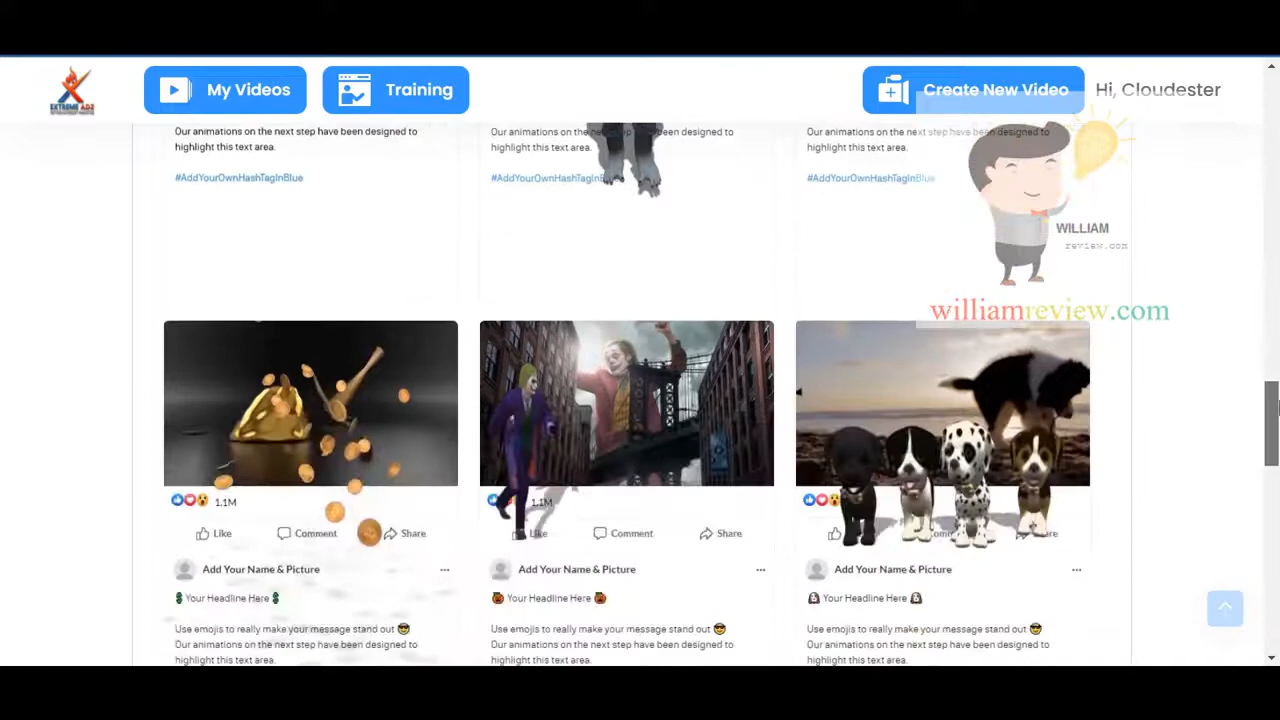 EXTREME ADZ
My Videos
Training
Create New Video
Hi, Cloudester
Our animations on the next step have been designed to
highlight this text area.
#AddYourOwnHashTagInBlue
Our animations on the next step have been designed to
highlight this text area.
#AddYourOwnHashTagInB
Our animations on the next step have been designed to
highlight this text area.
#AddYourOwnHashTagInBlue
WILLIAM
review.com
williamreview.com
1.1M
Like Comment Share
1.1M
Like Comment Share
Add Your Name & Picture
Your Headline Here
Use emojis to really make your message stand out 😎
Our animations on the next step have been designed to
highlight this text area.
Add Your Name & Picture
🎃 Your Headline Here 🎃
Use emojis to really make your message stand out 😎
Our animations on the next step have been designed to
highlight this text area.
Add Your Name & Picture
Your Headline Here
Use emojis to really make your message stand out 😎
Our animations on the next step have been designed to
highlight this text area.